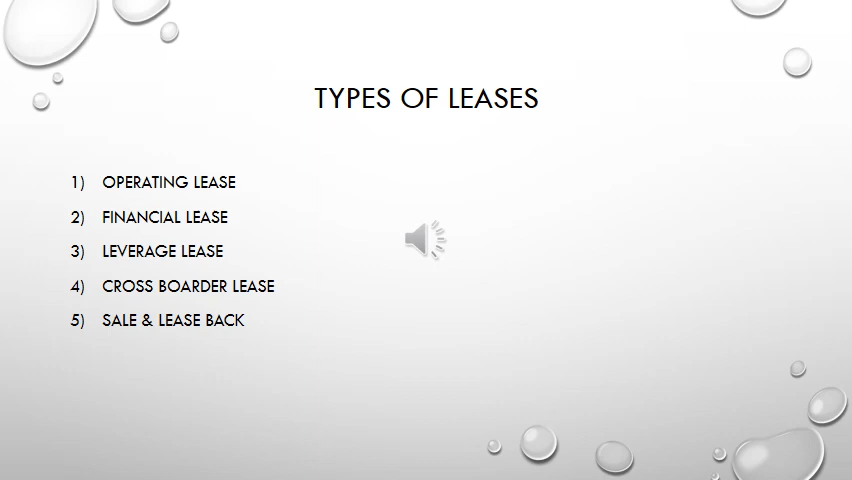 TYPES OF LEASES
1) OPERATING LEASE
2) FINANCIAL LEASE
3) LEVERAGE LEASE
4) CROSS BOARDER LEASE
5) SALE & LEASE BACK